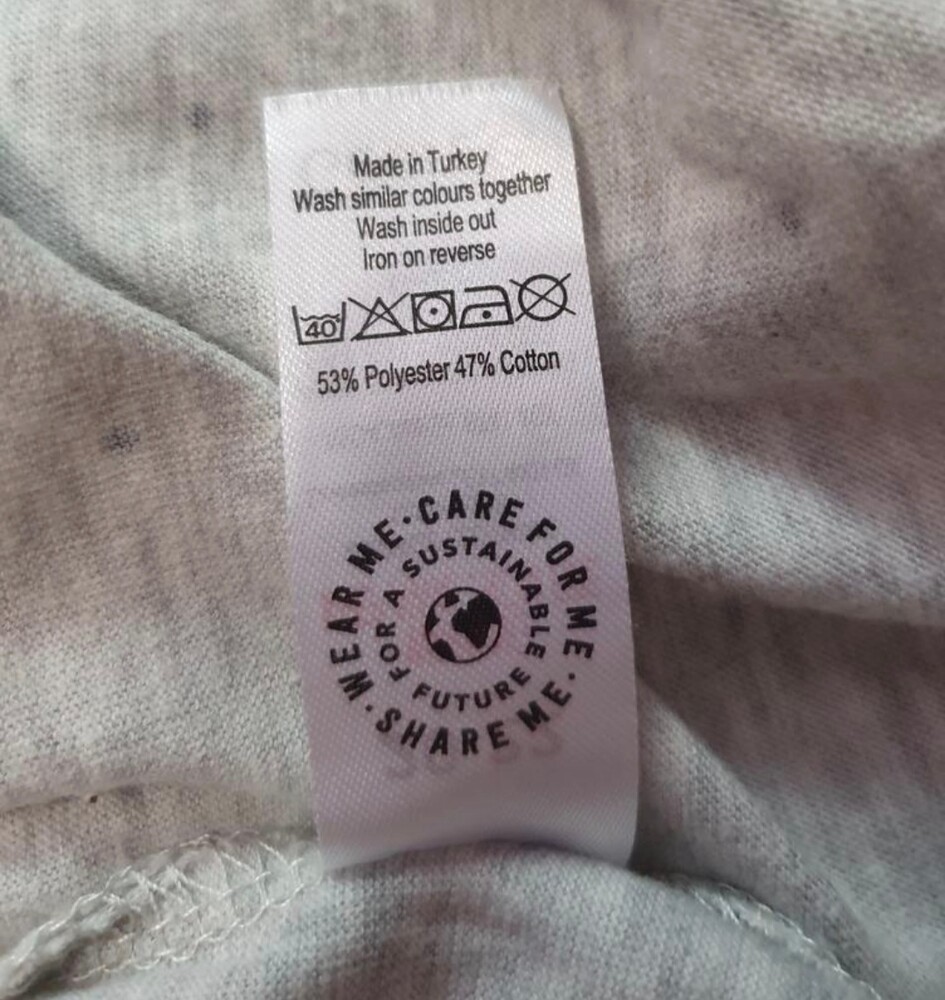 Made in Turkey
Wash similar colours together
Wash inside out
Iron on reverse
40
53% Polyester 47% Cotton
WEAR ME · CARE FOR ME · SHARE ME ·
FOR A SUSTAINABLE FUTURE